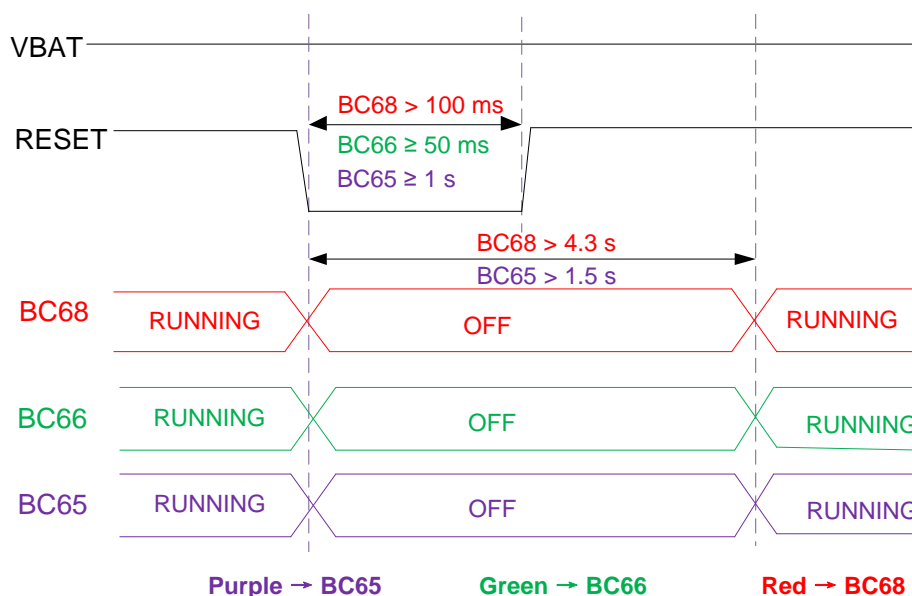 VBAT
BC68 > 100 ms
RESET
BC66 ≥ 50 ms
BC65 ≥ 1 s
BC68 > 4.3 s
BC65 > 1.5 s
BC68 RUNNING OFF RUNNING
BC66 RUNNING OFF RUNNING
BC65 RUNNING OFF RUNNING
Purple → BC65 Green → BC66 Red → BC68